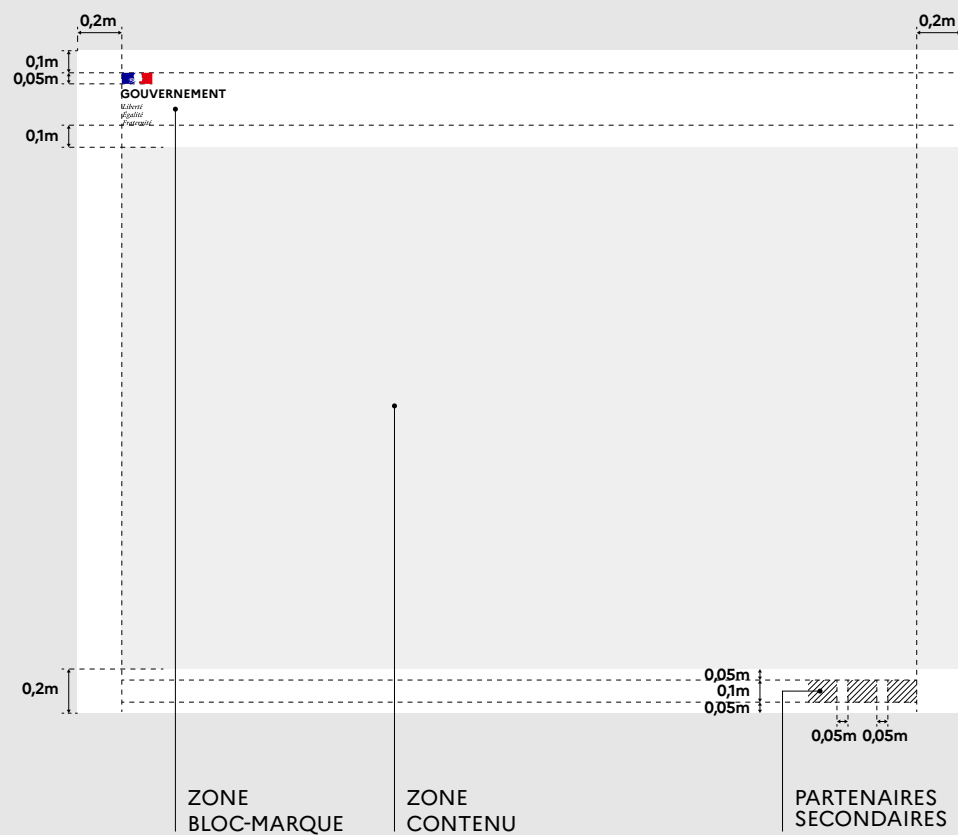 0,2m
0,2m
0,1m
0,05m
GOUVERNEMENT
Liberté
Égalité
Fraternité
0,1m
0,2m
0,05m
0,1m
0,05m
0,05m
0,05m
ZONE
BLOC-MARQUE
ZONE
CONTENU
PARTENAIRES
SECONDAIRES